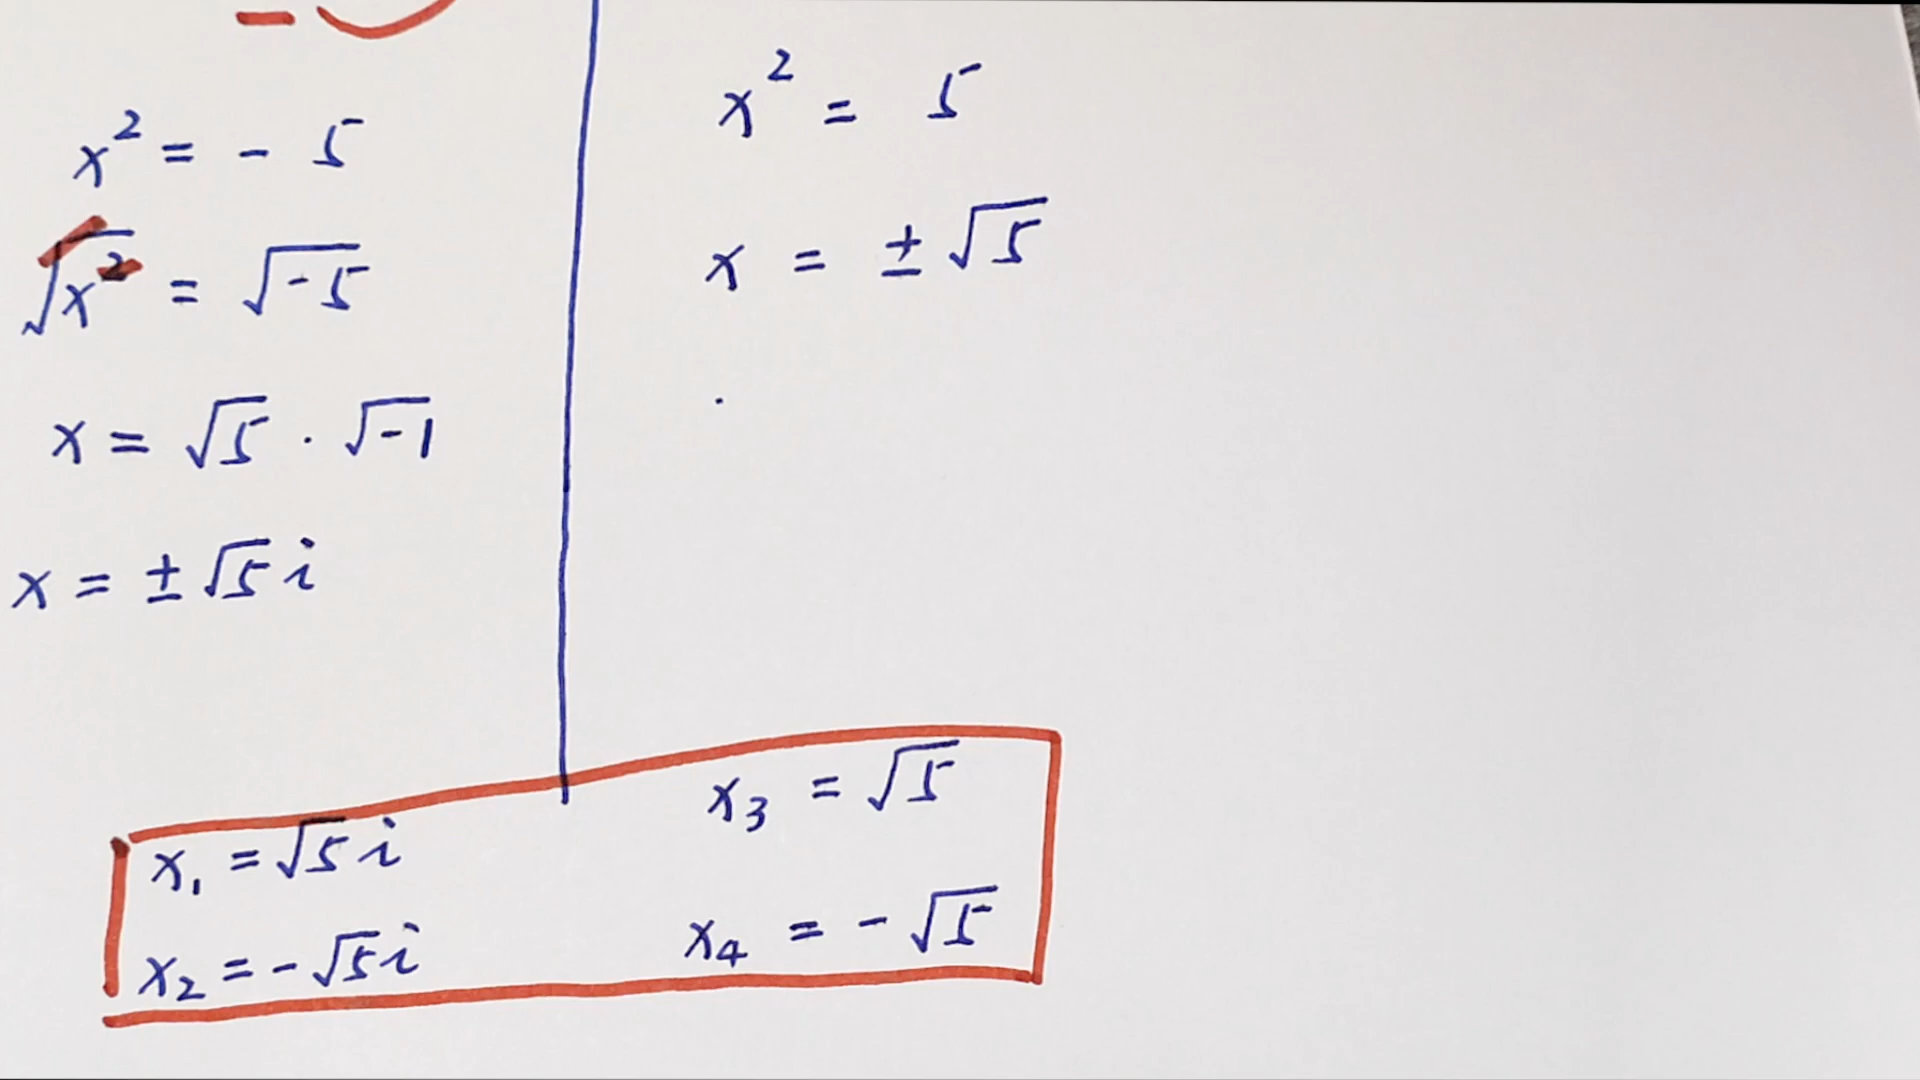 x² = - 5
√x² = √-5
x = √5 · √-1
x = ± √5 i
x² = 5
x = ± √5
x₁ = √5 i
x₂ = - √5 i
x₃ = √5
x₄ = - √5